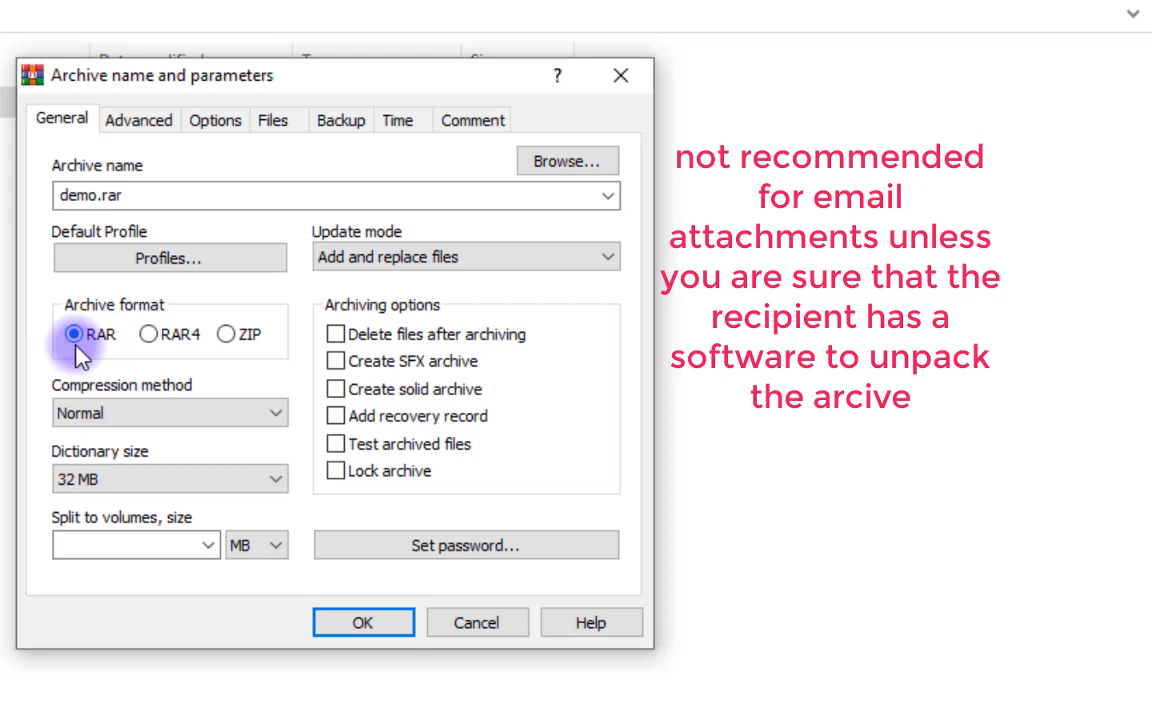 Archive name and parameters
?
General Advanced Options Files Backup Time Comment
Archive name
Browse...
demo.rar
Default Profile
Profiles...
Update mode
Add and replace files
Archive format
RAR RAR4 ZIP
Compression method
Normal
Dictionary size
32 MB
Split to volumes, size
MB
Archiving options
Delete files after archiving
Create SFX archive
Create solid archive
Add recovery record
Test archived files
Lock archive
Set password...
OK Cancel Help
not recommended
for email
attachments unless
you are sure that the
recipient has a
software to unpack
the arcive